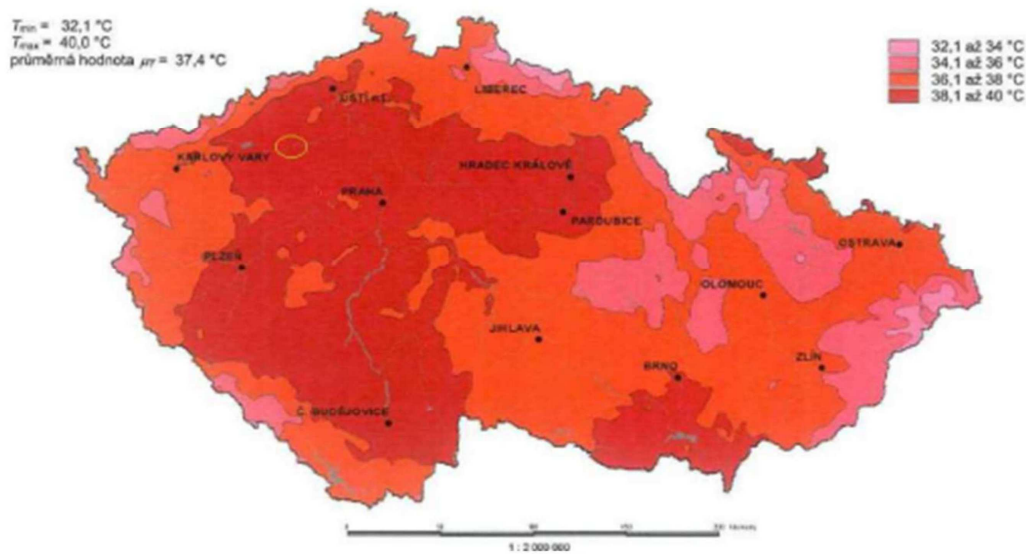 Tmin = 32,1 °C
Tmax = 40,0 °C
průměrná hodnota μT = 37,4 °C
32,1 až 34 °C
34,1 až 36 °C
36,1 až 38 °C
38,1 až 40 °C
LIBEREC
KARLOVY VARY
HRADEC KRÁLOVÉ
PRAHA
PARDUBICE
OSTRAVA
PLZEŇ
OLOMOUC
JIHLAVA
ZLÍN
BRNO
Č. BUDĚJOVICE
0
150
1 : 2 000 000